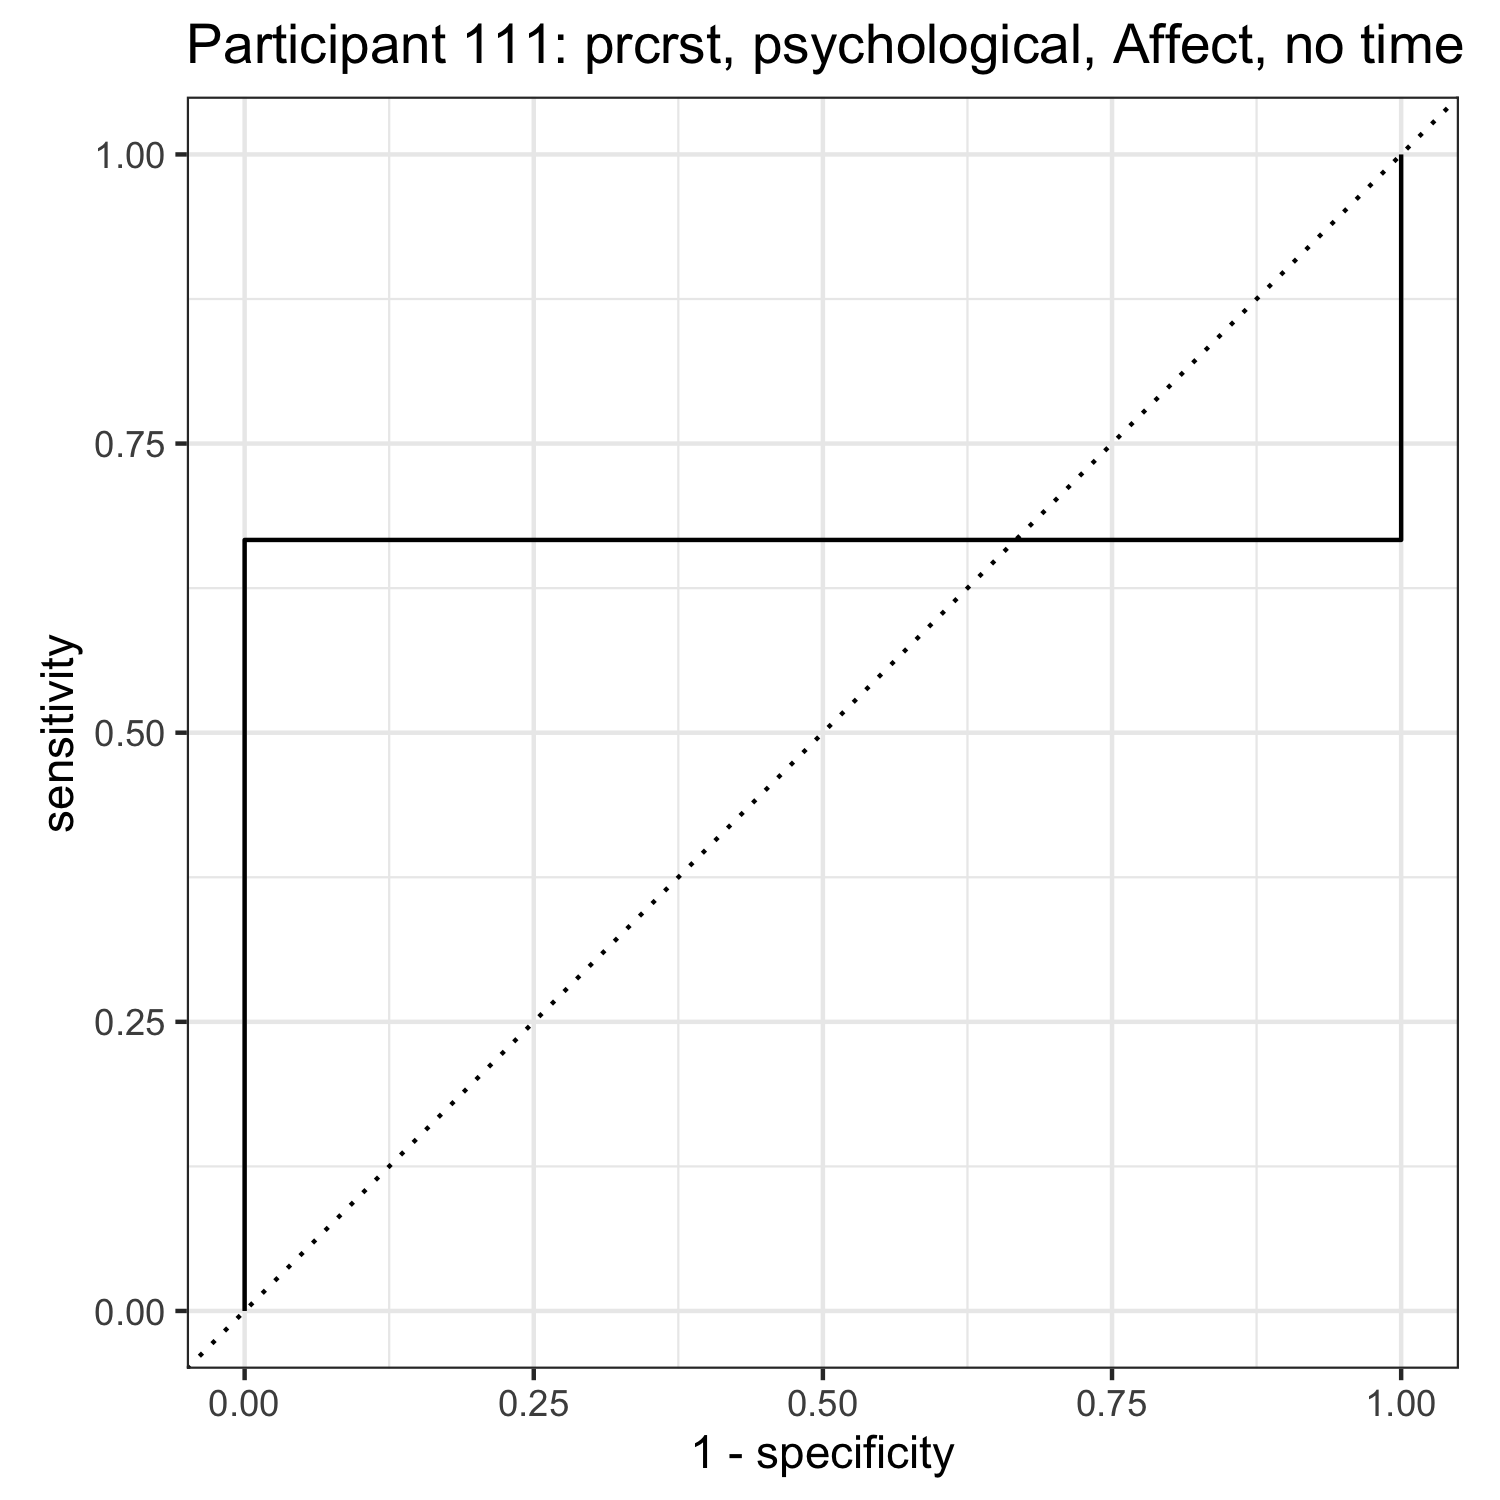 Participant 111: prcrst, psychological, Affect, no time
1.00
0.75
0.50
0.25
0.00
sensitivity
0.00 0.25 0.50 0.75 1.00
1 - specificity